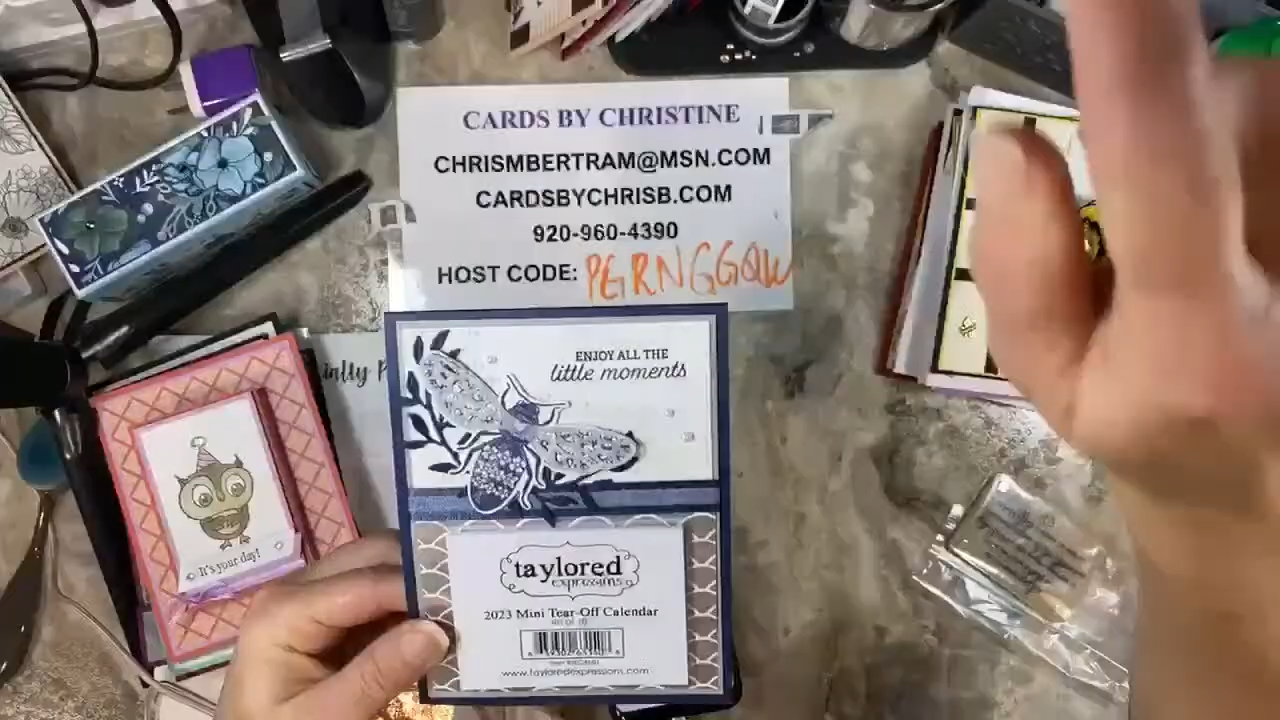 CARDS BY CHRISTINE
CHRISMBERTRAM@MSN.COM
CARDSBYCHRISB.COM
920-960-4390
HOST CODE: PGRNGGQW
ENJOY ALL THE
little moments
It's your day!
taylored
expressions
2023 Mini Tear-Off Calendar
www.tayloredexpressions.com